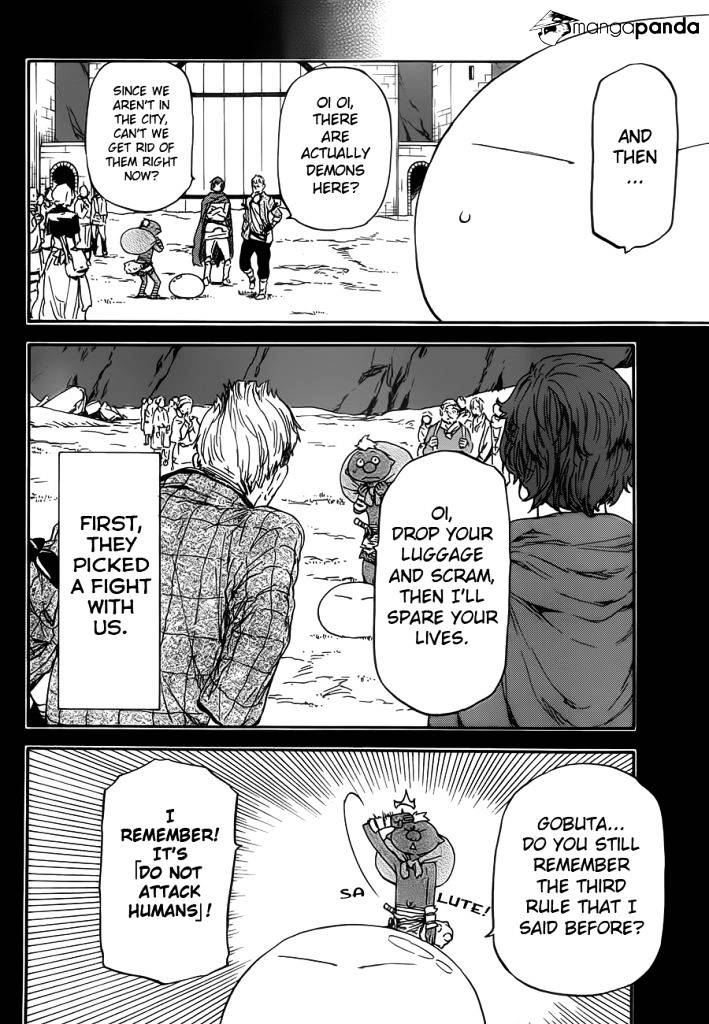 mangapanda
AND
THEN
...
OI OI,
THERE
ARE
ACTUALLY
DEMONS
HERE?
SINCE WE
AREN'T IN
THE CITY,
CAN'T WE
GET RID OF
THEM RIGHT
NOW?
OI,
DROP YOUR
LUGGAGE
AND SCRAM,
THEN I'LL
SPARE YOUR
LIVES.
FIRST,
THEY
PICKED
A FIGHT
WITH
US.
GOBUTA...
DO YOU STILL
REMEMBER
THE THIRD
RULE THAT I
SAID BEFORE?
SA
LUTE!
I
REMEMBER!
IT'S
「DO NOT
ATTACK
HUMANS」!